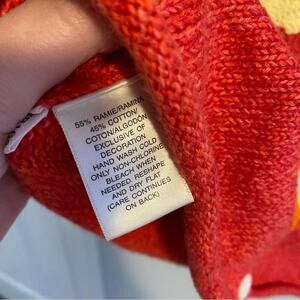 55% RAMIE/RAMINA
45% COTTON/
COTON/ALGODON
EXCLUSIVE OF
DECORATION
HAND WASH COLD
ONLY NON-CHLORINE
BLEACH WHEN
NEEDED, RESHAPE
AND DRY FLAT
(CARE CONTINUES
ON BACK)